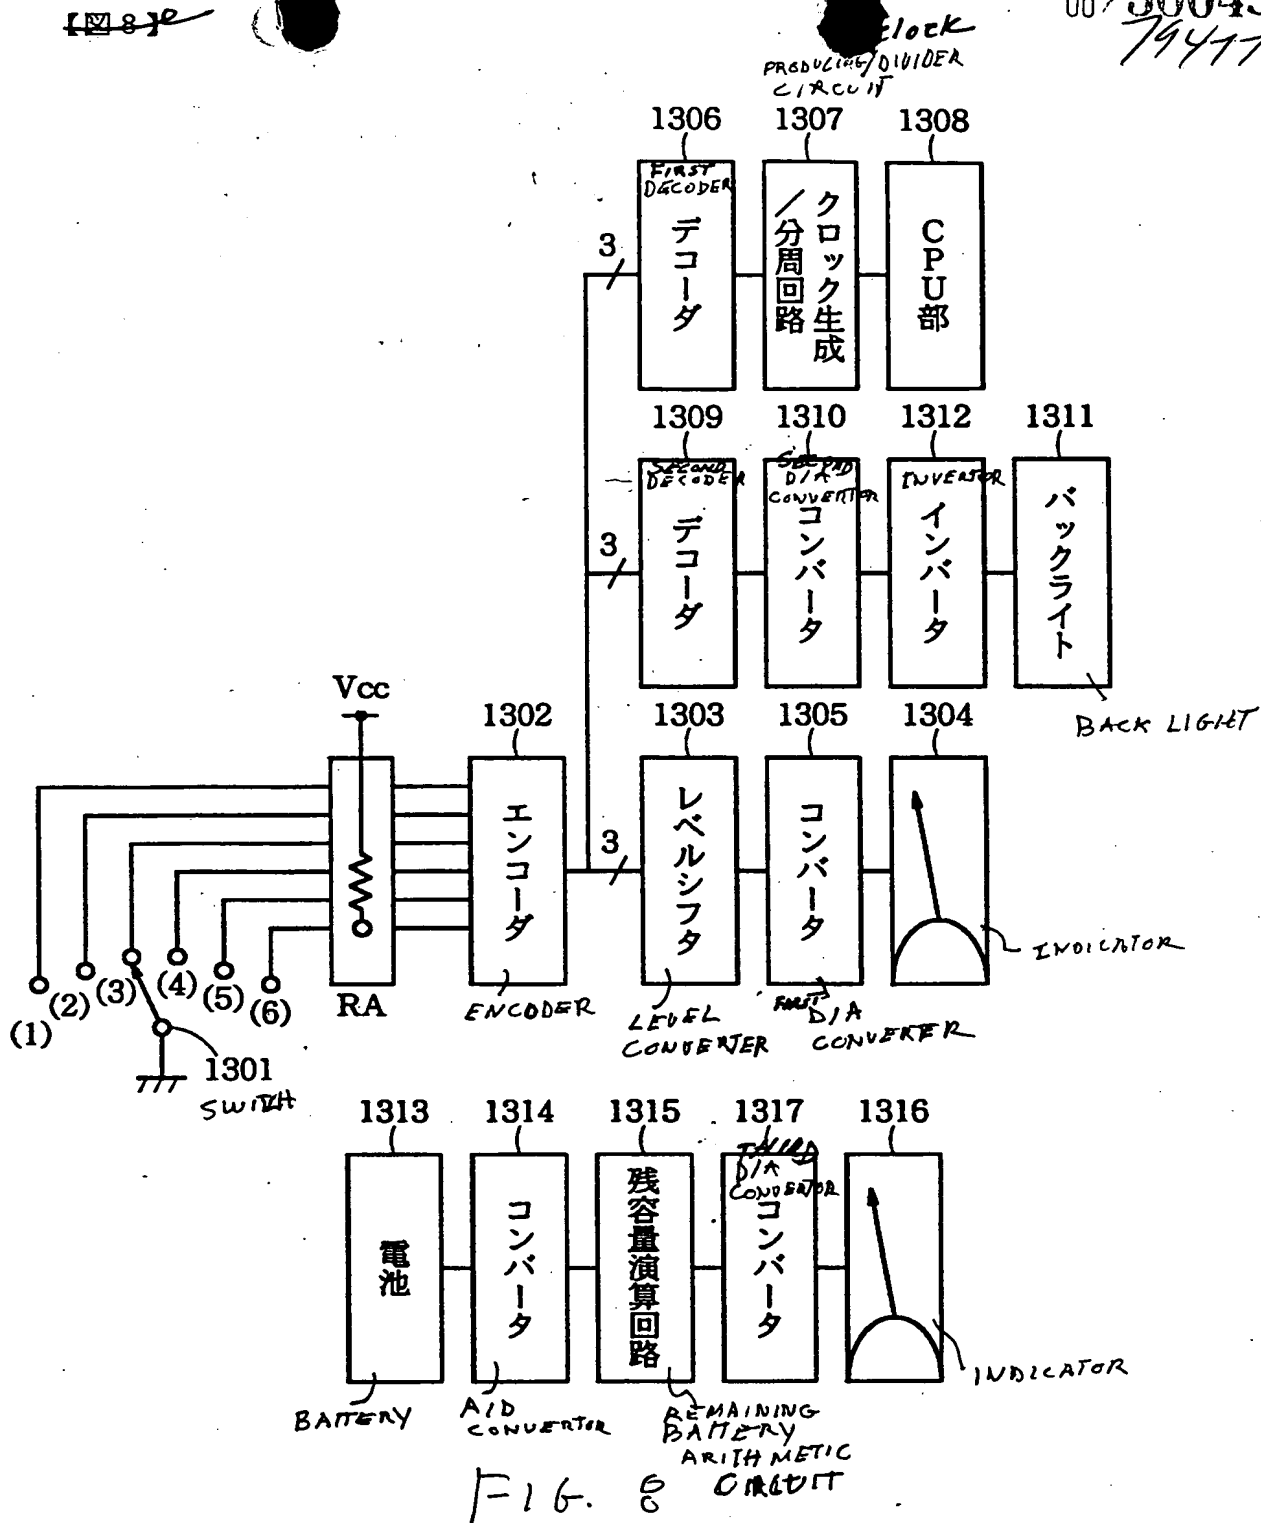 【図8】
clock
PRODUCING/DIVIDER
CIRCUIT
79477
1306
1307
1308
FIRST
DECODER
デコーダ
クロック生成
/分周回路
CPU部
3
1309
1310
1312
1311
SECOND
DECODER
デコーダ
SECOND
D/A
CONVERTOR
コンバータ
INVERTOR
インバータ
バックライト
3
BACK LIGHT
Vcc
1302
1303
1305
1304
エンコーダ
レベルシフタ
コンバータ
3
RA
ENCODER
LEVEL
CONVERTER
FIRST
D/A
CONVERTER
INDICATOR
(1)
(2)
(3)
(4)
(5)
(6)
1301
SWITCH
1313
1314
1315
1317
1316
電池
コンバータ
残容量演算回路
THIRD
D/A
CONVERTOR
コンバータ
BATTERY
A/D
CONVERTOR
REMAINING
BATTERY
ARITHMETIC
CIRCUIT
INDICATOR
FIG. 8